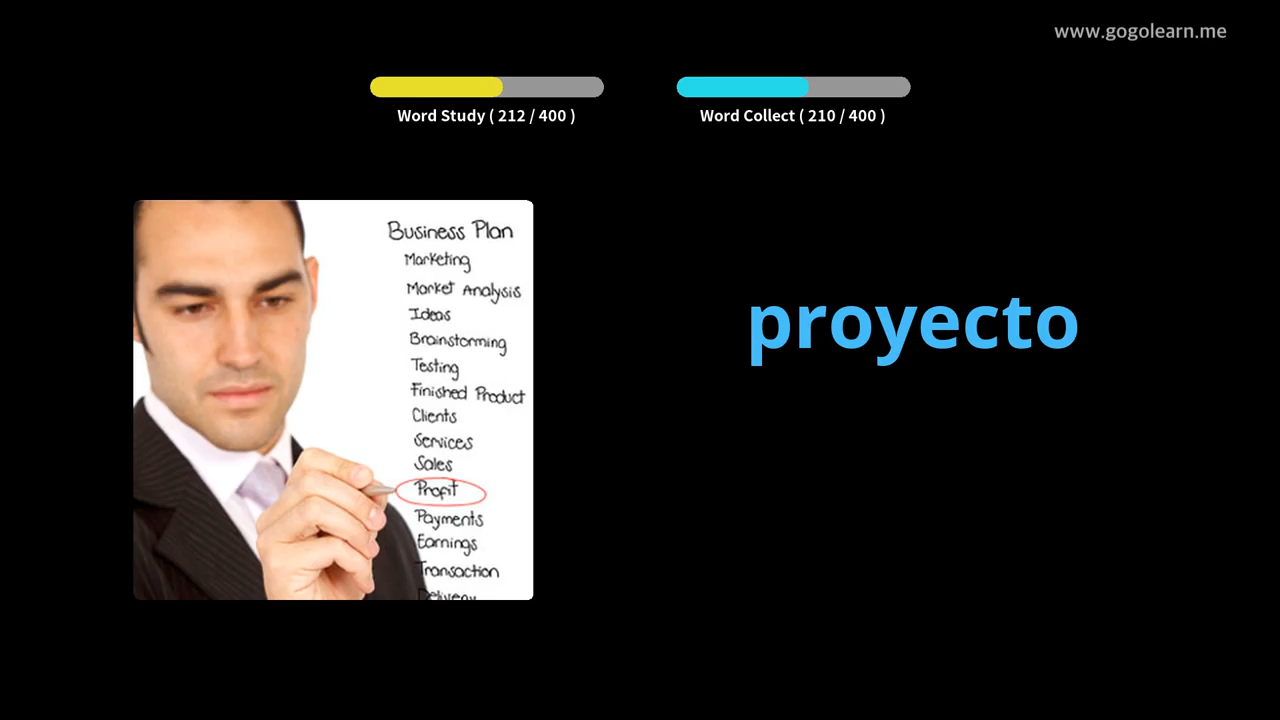 www.gogolearn.me
Word Study ( 212 / 400 )
Word Collect ( 210 / 400 )
Business Plan
Marketing
Market Analysis
Ideas
Brainstorming
Testing
Finished Product
Clients
Services
Sales
Profit
Payments
Earnings
Transaction
Delivery
proyecto